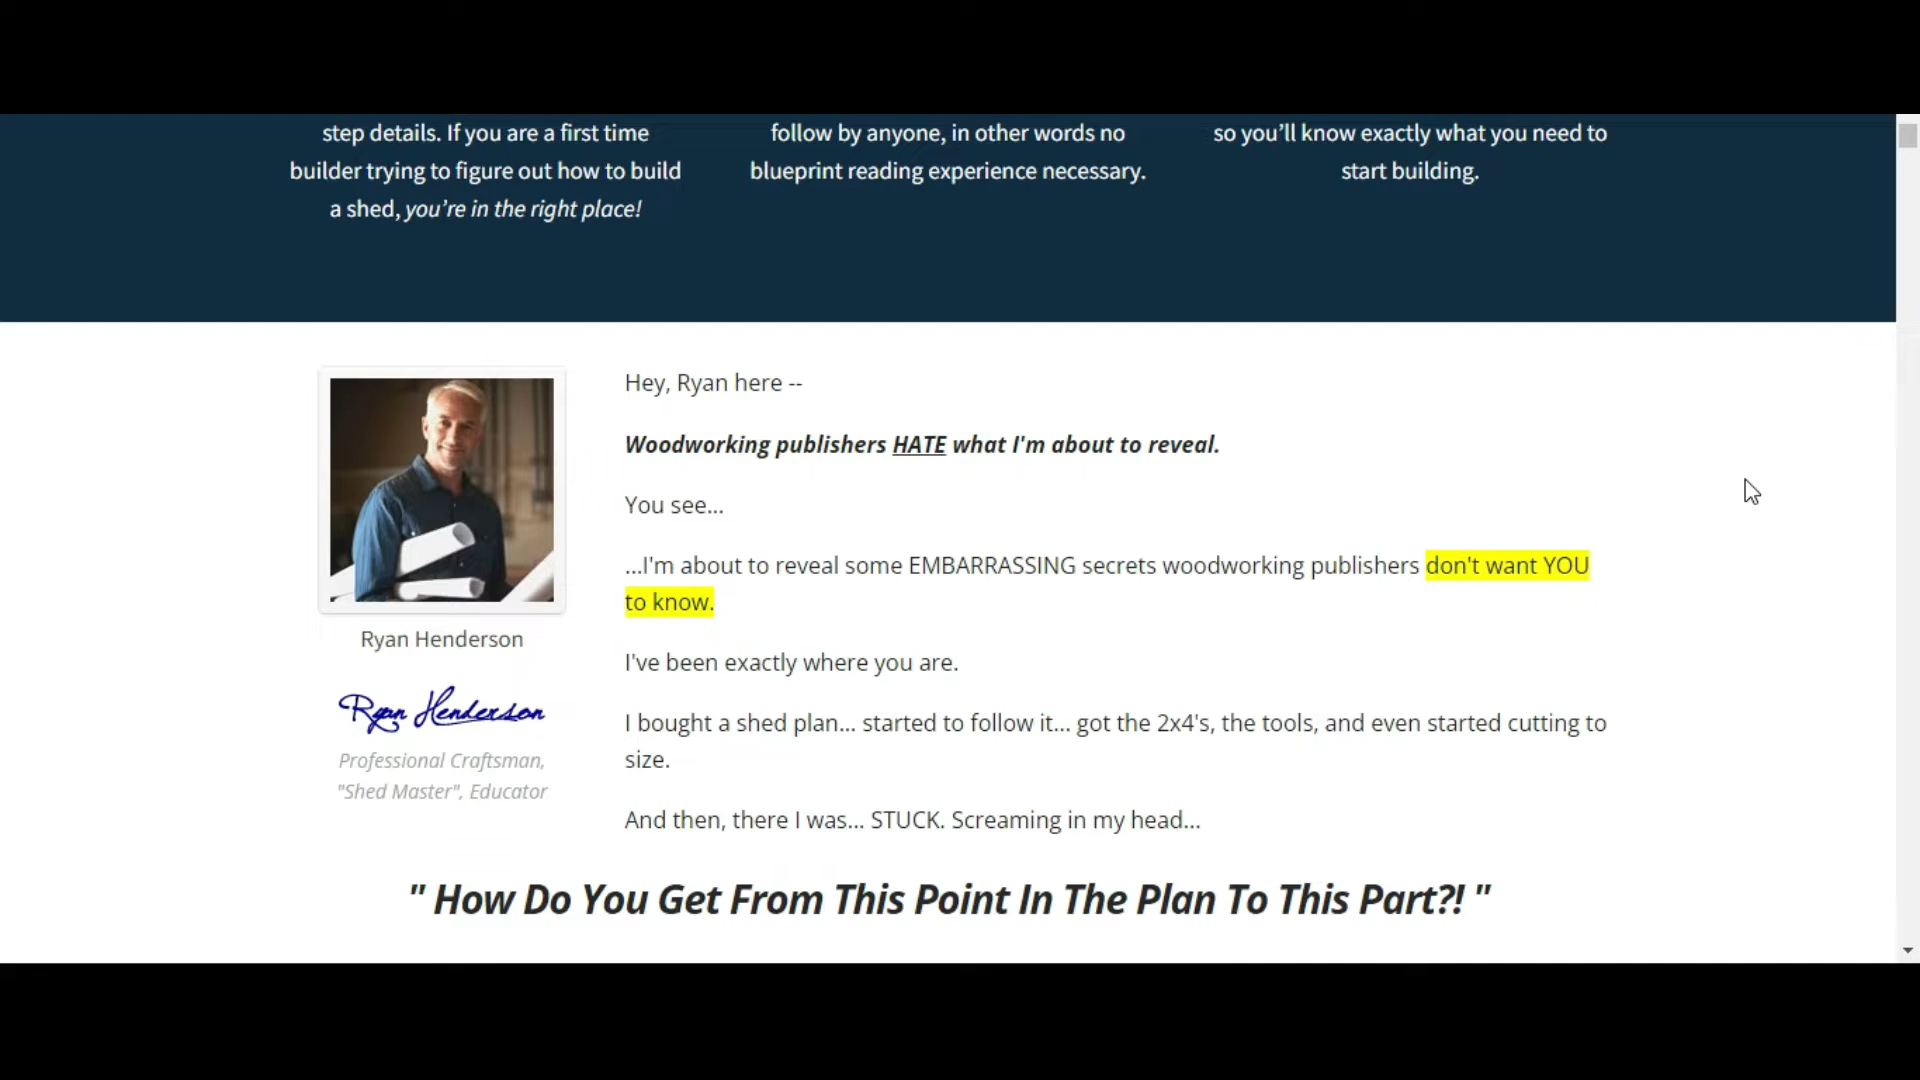 step details. If you are a first time
builder trying to figure out how to build
a shed, you’re in the right place!
follow by anyone, in other words no
blueprint reading experience necessary.
so you’ll know exactly what you need to
start building.
Ryan Henderson
Ryan Henderson
Professional Craftsman,
"Shed Master", Educator
Hey, Ryan here --
Woodworking publishers HATE what I'm about to reveal.
You see...
...I'm about to reveal some EMBARRASSING secrets woodworking publishers don't want YOU
to know.
I've been exactly where you are.
I bought a shed plan... started to follow it... got the 2x4's, the tools, and even started cutting to
size.
And then, there I was... STUCK. Screaming in my head...
" How Do You Get From This Point In The Plan To This Part?! "